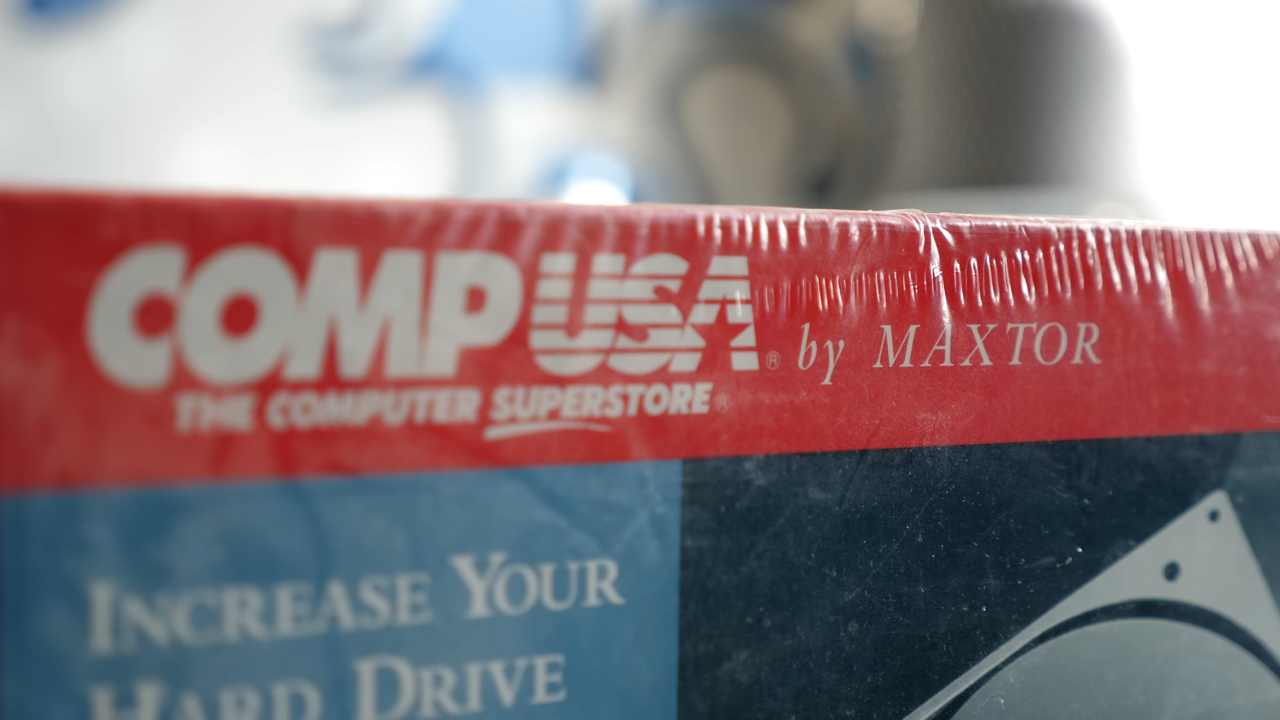 COMPUSA® by MAXTOR
THE COMPUTER SUPERSTORE®
INCREASE YOUR
HARD DRIVE